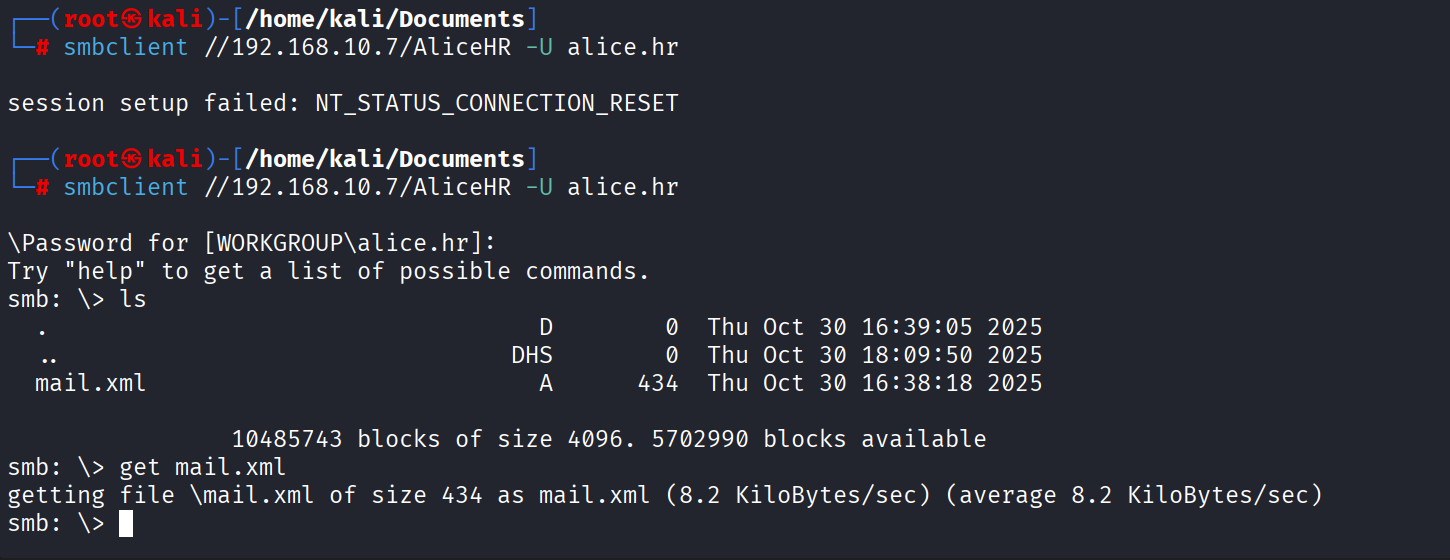 ┌──(root㉿kali)-[/home/kali/Documents]
└─# smbclient //192.168.10.7/AliceHR -U alice.hr
session setup failed: NT_STATUS_CONNECTION_RESET
┌──(root㉿kali)-[/home/kali/Documents]
└─# smbclient //192.168.10.7/AliceHR -U alice.hr
\Password for [WORKGROUP\alice.hr]:
Try "help" to get a list of possible commands.
smb: \> ls
  .                                   D        0  Thu Oct 30 16:39:05 2025
  ..                                DHS        0  Thu Oct 30 18:09:50 2025
  mail.xml                            A      434  Thu Oct 30 16:38:18 2025
                10485743 blocks of size 4096. 5702990 blocks available
smb: \> get mail.xml
getting file \mail.xml of size 434 as mail.xml (8.2 KiloBytes/sec) (average 8.2 KiloBytes/sec)
smb: \>